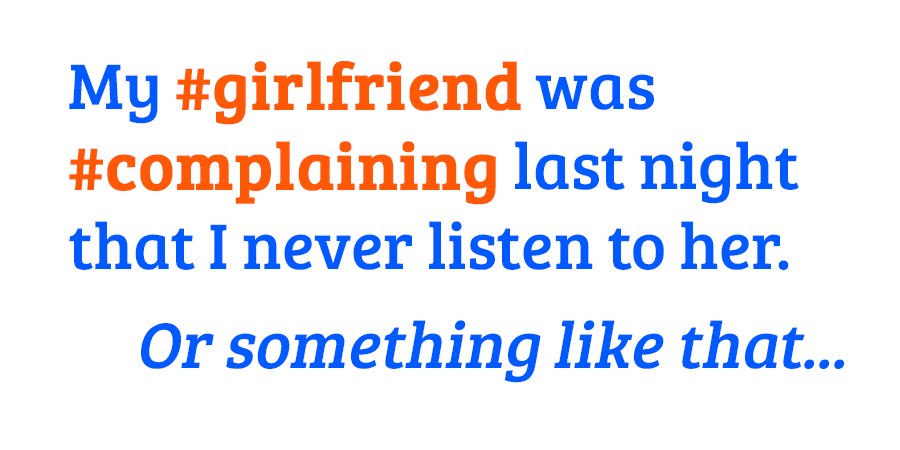 My #girlfriend was
#complaining last night
that I never listen to her.
Or something like that...